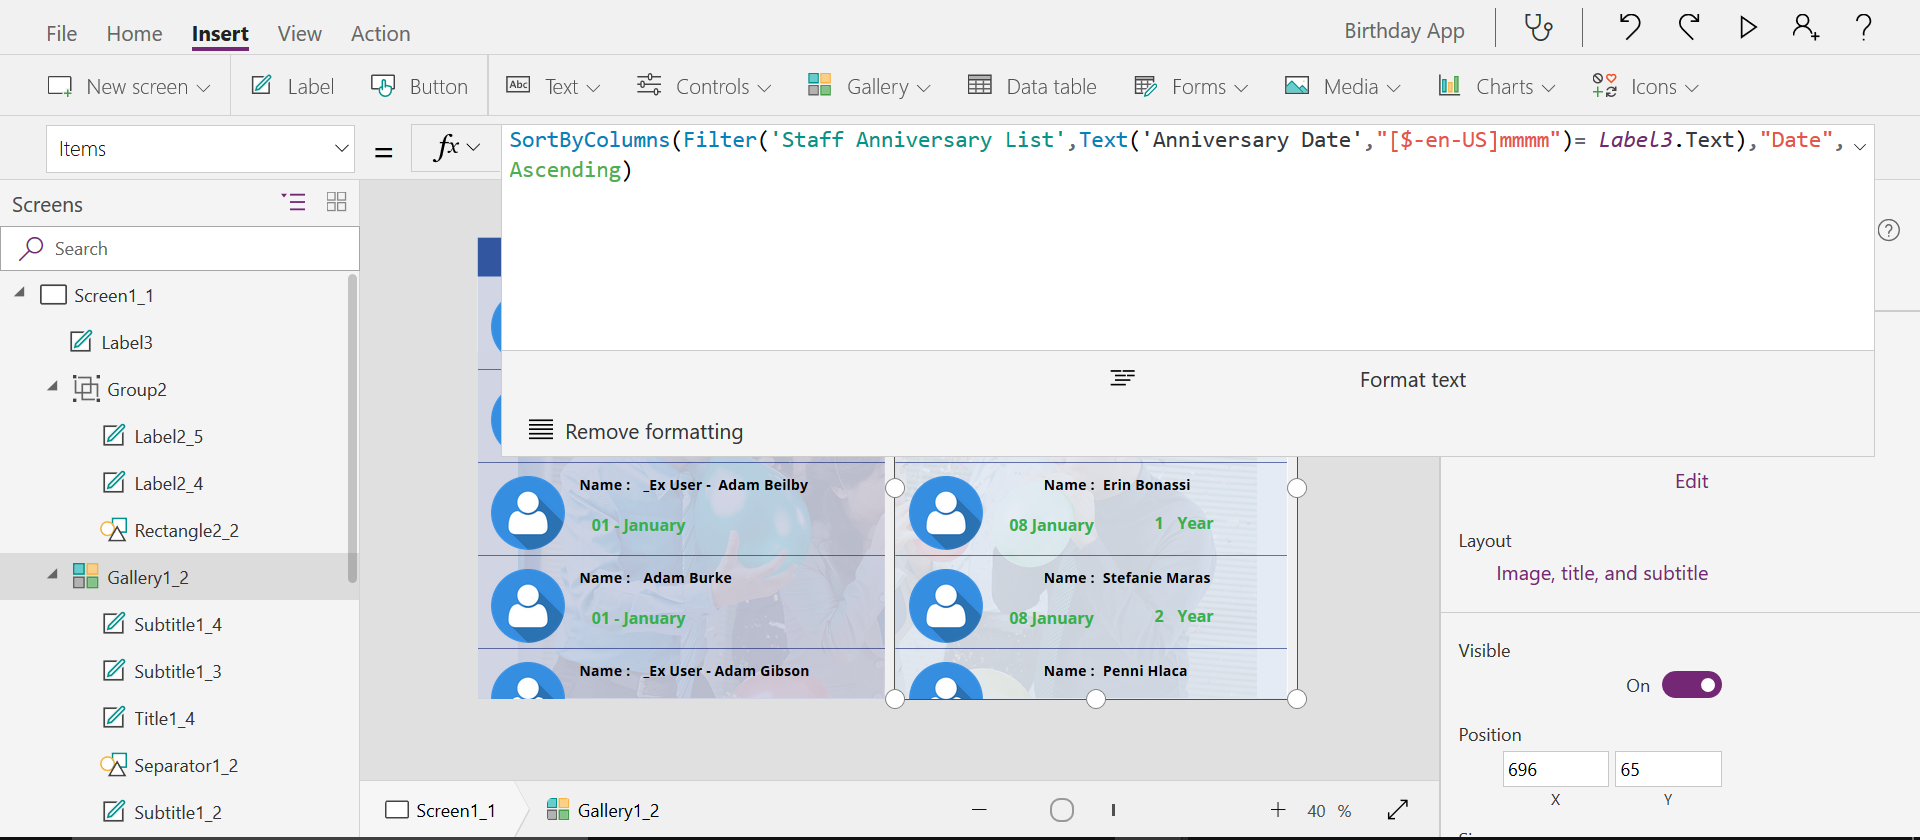 File Home Insert View Action Birthday App
New screen Label Button Abc Text Controls Gallery Data table Forms Media Charts Icons
Items = fx SortByColumns(Filter('Staff Anniversary List',Text('Anniversary Date',"[$-en-US]mmmm")= Label3.Text),"Date",
Ascending)
Screens
Search
Screen1_1
Label3
Group2
Label2_5
Label2_4
Rectangle2_2
Gallery1_2
Subtitle1_4
Subtitle1_3
Title1_4
Separator1_2
Subtitle1_2
Format text
Remove formatting
Name : _Ex User - Adam Beilby
01 - January
Name : Adam Burke
01 - January
Name : _Ex User - Adam Gibson
Name : Erin Bonassi
08 January 1 Year
Name : Stefanie Maras
08 January 2 Year
Name : Penni Hlaca
Edit
Layout
Image, title, and subtitle
Visible
On
Position
696 65
X Y
Screen1_1 Gallery1_2 40 %